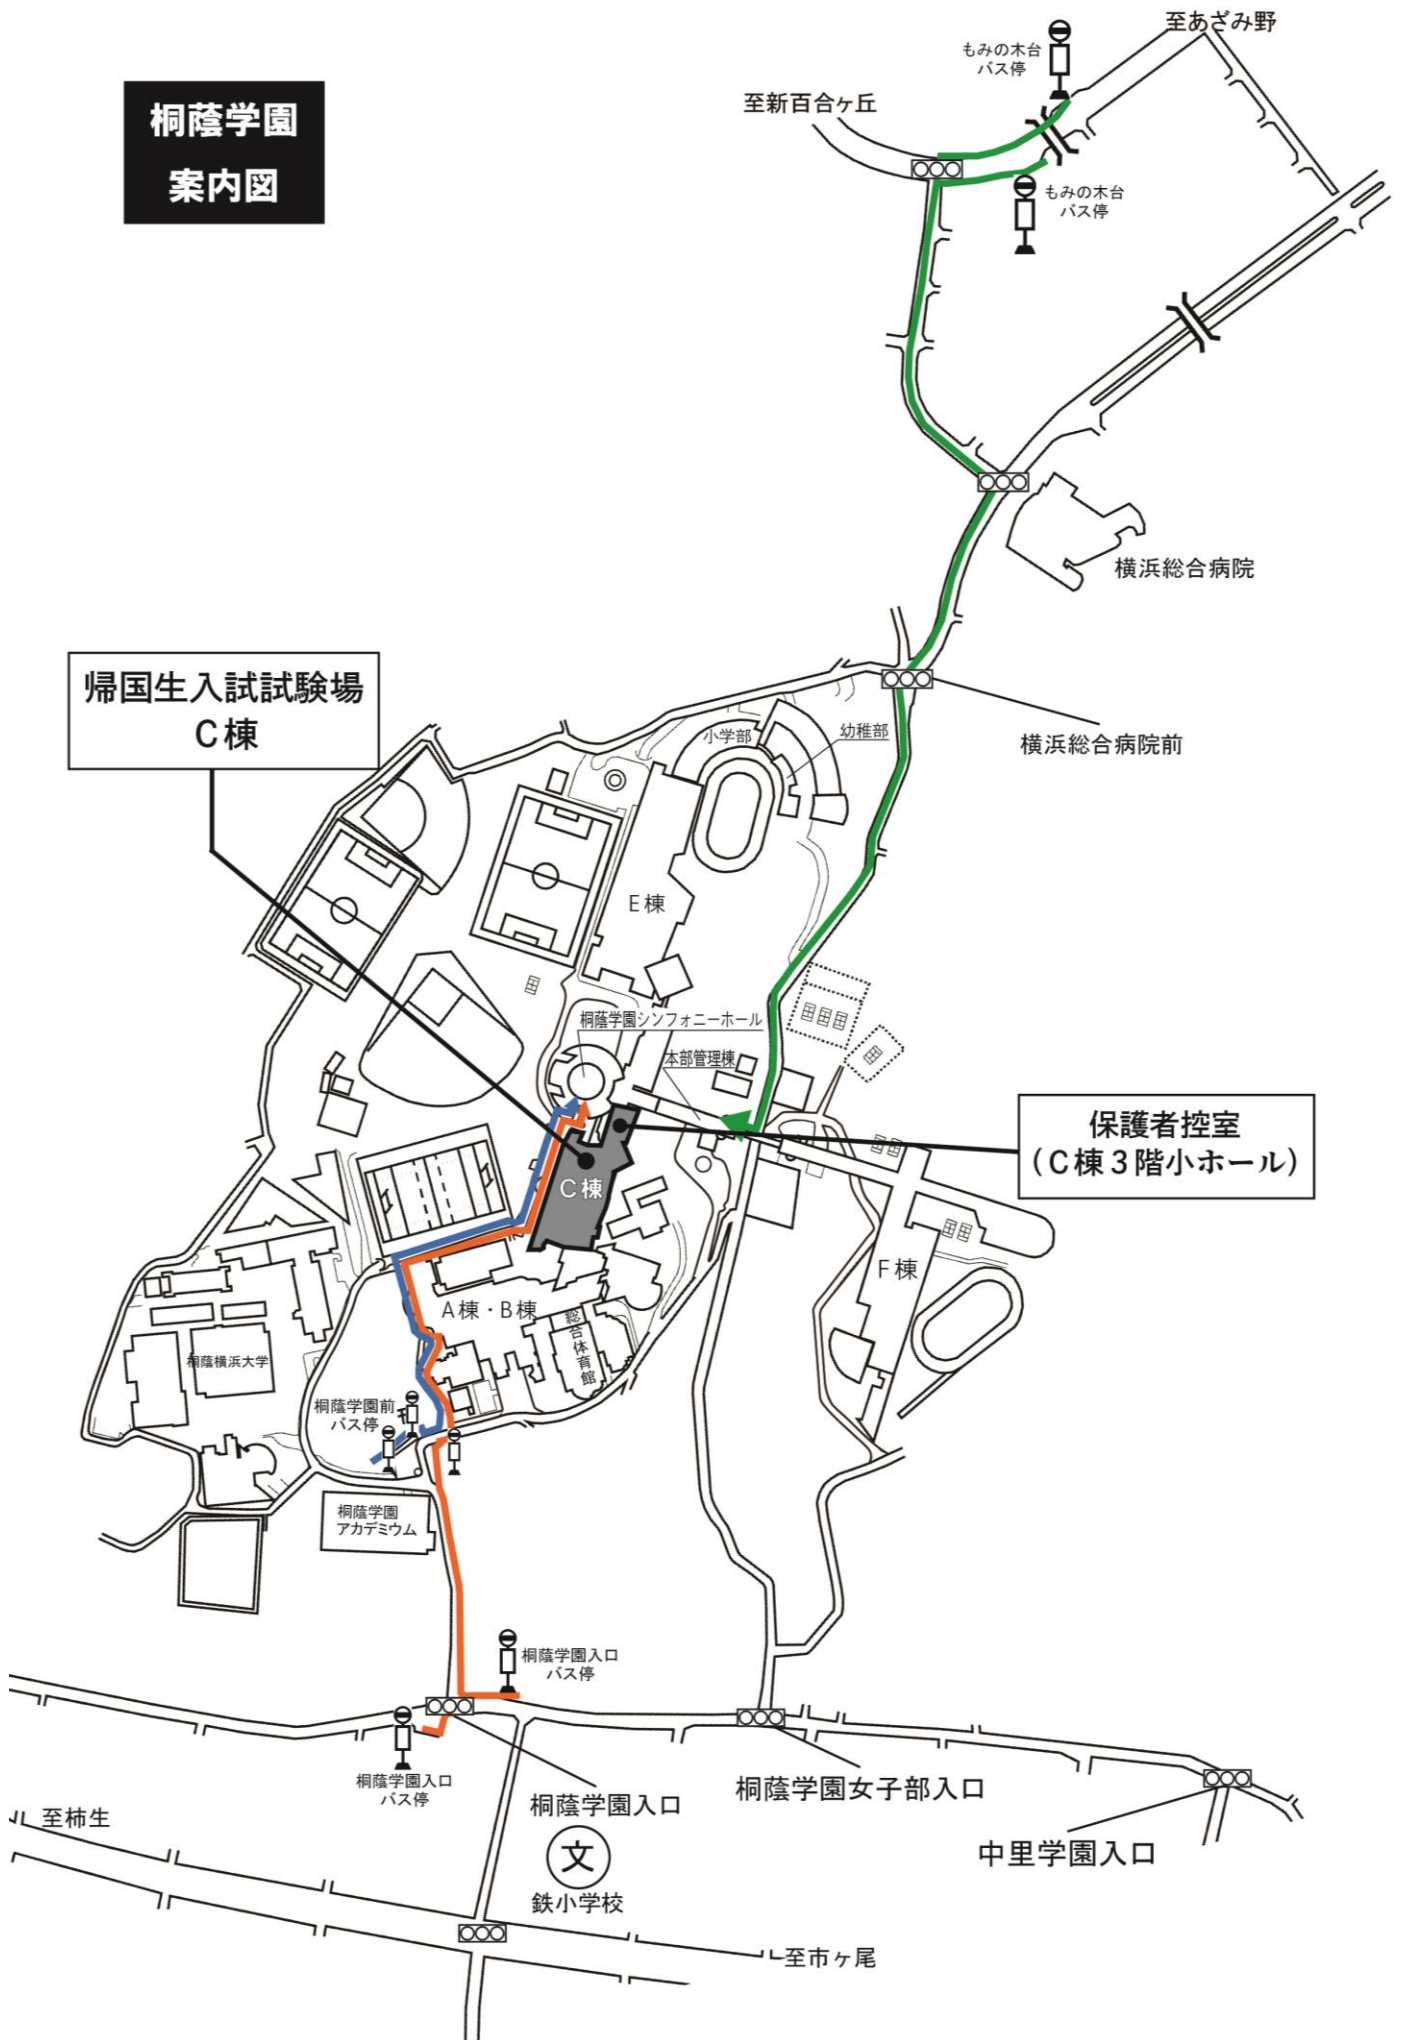 桐蔭学園
案内図
至あざみ野
もみの木台
バス停
至新百合ヶ丘
もみの木台
バス停
横浜総合病院
帰国生入試試験場
C棟
横浜総合病院前
小学部
幼稚部
E棟
桐蔭学園シンフォニーホール
本部管理棟
保護者控室
(C棟3階小ホール)
C棟
F棟
A棟・B棟
総合体育館
桐蔭横浜大学
桐蔭学園前
バス停
桐蔭学園
アカデミウム
桐蔭学園入口
バス停
桐蔭学園入口
バス停
桐蔭学園入口
桐蔭学園女子部入口
中里学園入口
至柿生
文
鉄小学校
至市ヶ尾